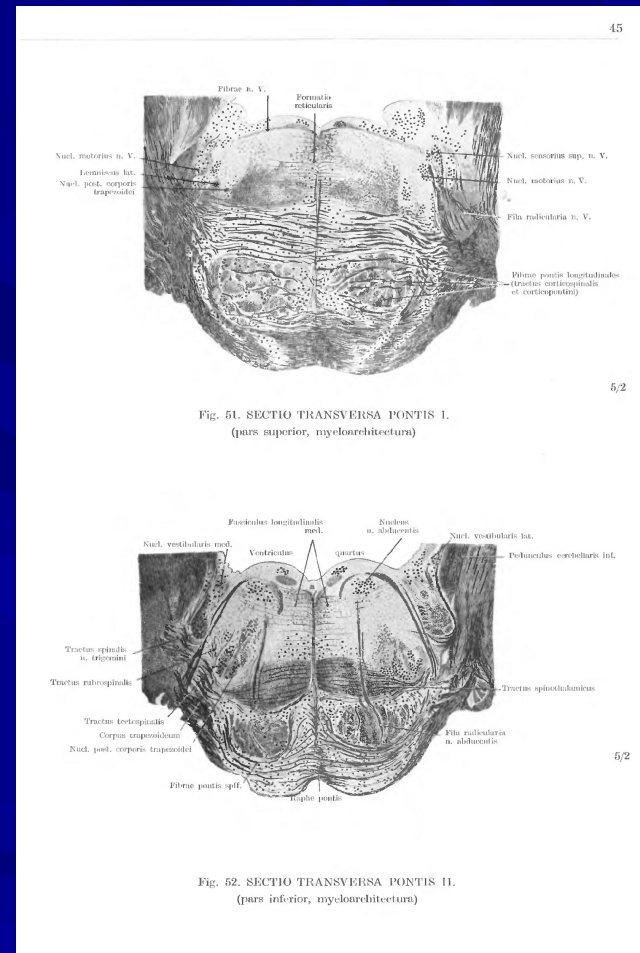 45
Fibrae n. V.
Formatio
reticularis
Nucl. motorius n. V.
Lemniscus lat.
Nucl. post. corporis
trapezoidei
Nucl. sensorius sup. n. V.
Nucl. motorius n. V.
Fila radicularia n. V.
Fibrae pontis longitudinales
(tractus corticospinalis
et corticopontini)
5/2
Fig. 51. SECTIO TRANSVERSA PONTIS I.
(pars superior, myeloarchitectura)
Fasciculus longitudinalis
med.
Nucleus
n. abducentis
Nucl. vestibularis med.
Nucl. vestibularis lat.
Ventriculus quartus
Pedunculus cerebellaris inf.
Tractus spinalis
n. trigemini
Tractus rubrospinalis
Tractus spinothalamicus
Tractus tectospinalis
Corpus trapezoideum
Nucl. post. corporis trapezoidei
Fila radicularia
n. abducentis
5/2
Fibrae pontis spff.
Raphe pontis
Fig. 52. SECTIO TRANSVERSA PONTIS II.
(pars inferior, myeloarchitectura)